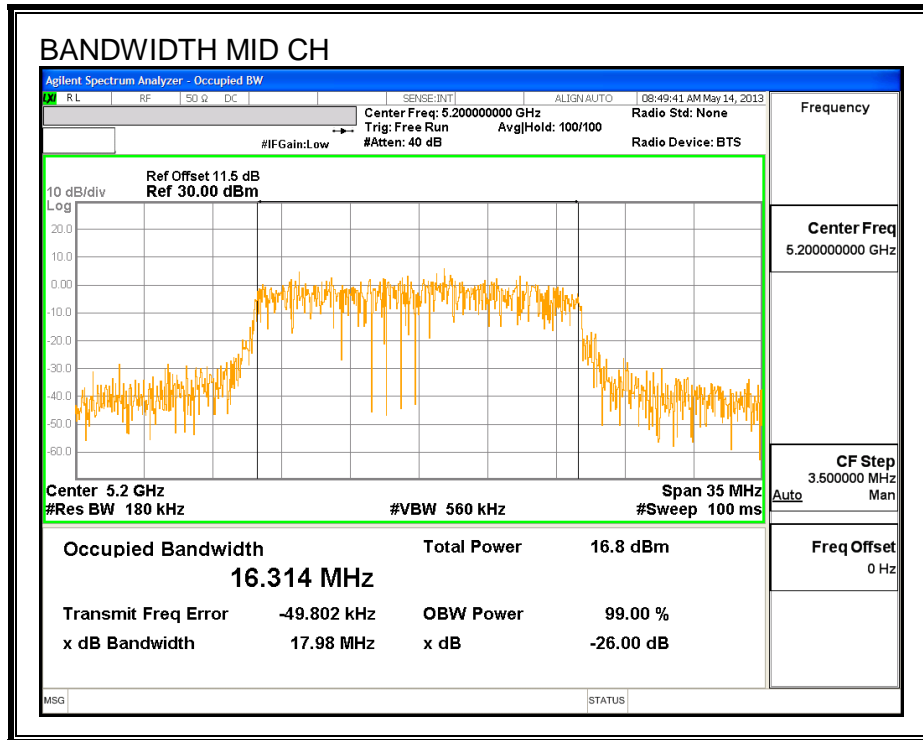 BANDWIDTH MID CH
Agilent Spectrum Analyzer - Occupied BW
LXI RL RF 50 Ω DC SENSE:INT ALIGN AUTO 08:49:41 AM May 14, 2013
Center Freq: 5.200000000 GHz Radio Std: None
Trig: Free Run Avg|Hold: 100/100
#IFGain:Low #Atten: 40 dB Radio Device: BTS
Ref Offset 11.5 dB
10 dB/div Ref 30.00 dBm
Log
20.0
10.0
0.00
-10.0
-20.0
-30.0
-40.0
-50.0
-60.0
Center 5.2 GHz Span 35 MHz
#Res BW 180 kHz #VBW 560 kHz #Sweep 100 ms
Occupied Bandwidth Total Power 16.8 dBm
16.314 MHz
Transmit Freq Error -49.802 kHz OBW Power 99.00 %
x dB Bandwidth 17.98 MHz x dB -26.00 dB
MSG STATUS
Frequency
Center Freq
5.200000000 GHz
CF Step
3.500000 MHz
Auto Man
Freq Offset
0 Hz